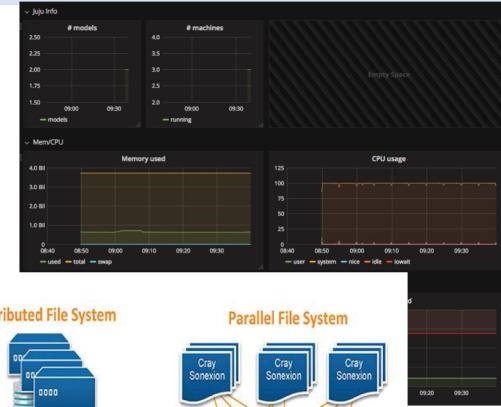 Juju Info
# models
# machines
2.50
2.25
2.00
1.75
1.50
09:00
09:30
models
4.0
3.5
3.0
2.5
2.0
09:00
09:30
running
Empty Space
Mem/CPU
Memory used
4.0 Bil
3.0 Bil
2.0 Bil
1.0 Bil
0
08:40
08:50
09:00
09:10
09:20
09:30
used
total
swap
CPU usage
125
100
75
50
25
0
08:40
08:50
09:00
09:10
09:20
09:30
user
system
nice
idle
iowait
d
09:20
09:30
ributed File System
Parallel File System
Cray
Sonexion
Cray
Sonexion
Cray
Sonexion